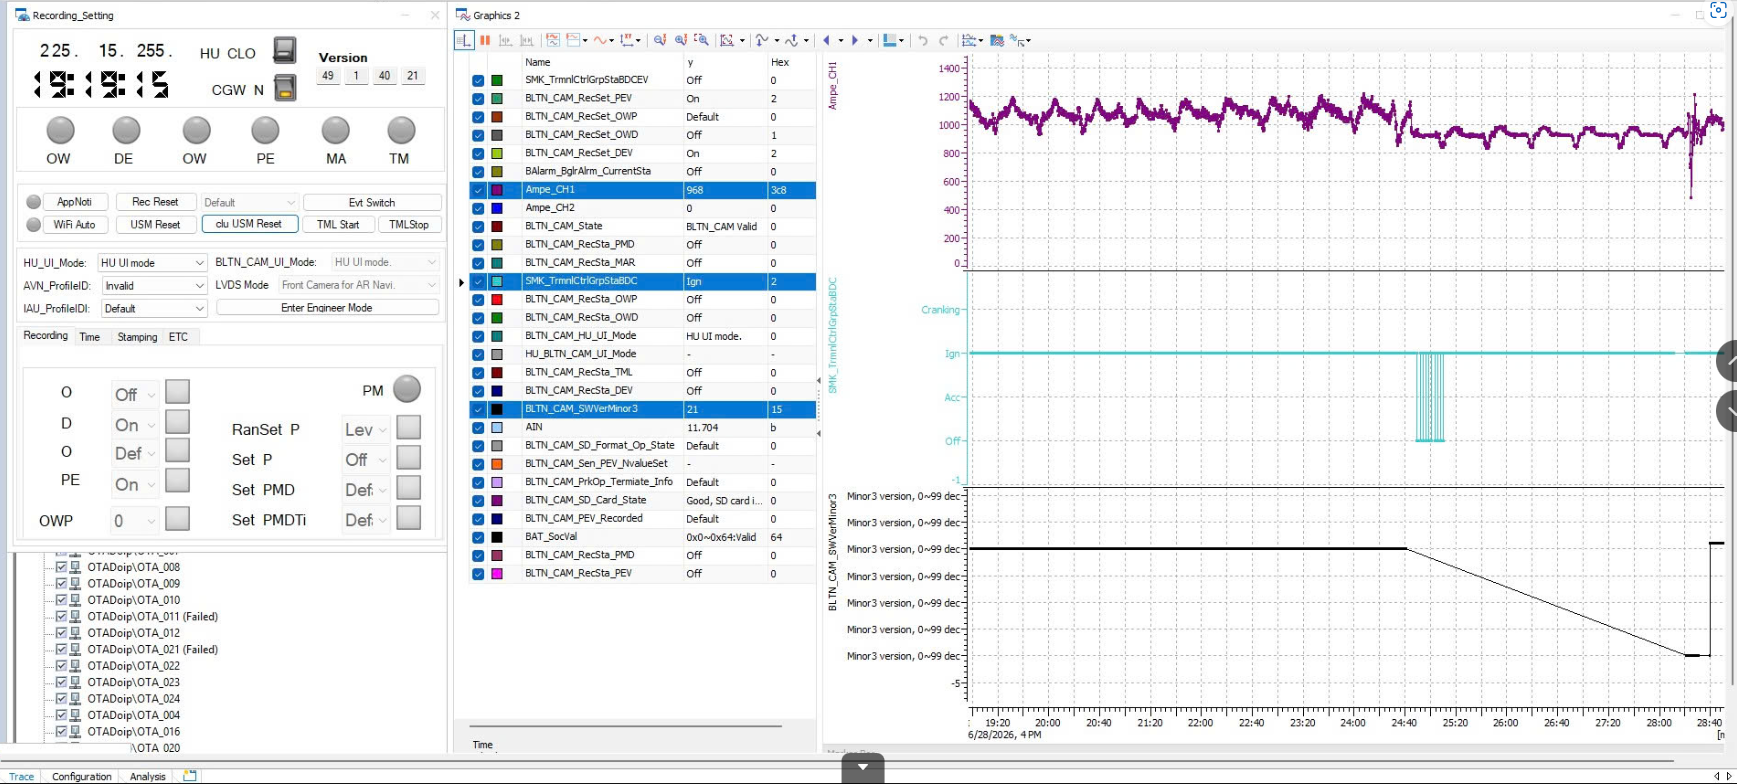 Recording_Setting
225. 15. 255.
19:19:15
HU CLO
CGW N
Version
49 1 40 21
OW DE OW PE MA TM
AppNoti Rec Reset Default Evt Switch
WiFi Auto USM Reset clu USM Reset TML Start TMLStop
HU_UI_Mode: HU UI mode BLTN_CAM_UI_Mode: HU UI mode.
AVN_ProfileID: Invalid LVDS Mode Front Camera for AR Navi.
IAU_ProfileIDI: Default Enter Engineer Mode
Recording Time Stamping ETC
O Off PM
D On RanSet P Lev
O Def Set P Off
PE On Set PMD Def
OWP 0 Set PMDTi Def
OTADoip\OTA_008
OTADoip\OTA_009
OTADoip\OTA_010
OTADoip\OTA_011 (Failed)
OTADoip\OTA_012
OTADoip\OTA_021 (Failed)
OTADoip\OTA_022
OTADoip\OTA_023
OTADoip\OTA_024
OTADoip\OTA_004
OTADoip\OTA_016
\OTA_020
Trace Configuration Analysis
Graphics 2
Name y Hex
SMK_TrmnlCtrlGrpStaBDCEV Off 0
BLTN_CAM_RecSet_PEV On 2
BLTN_CAM_RecSet_OWP Default 0
BLTN_CAM_RecSet_OWD Off 1
BLTN_CAM_RecSet_DEV On 2
BAlarm_BglrAlrm_CurrentSta Off 0
Ampe_CH1 968 3c8
Ampe_CH2 0 0
BLTN_CAM_State BLTN_CAM Valid 0
BLTN_CAM_RecSta_PMD Off 0
BLTN_CAM_RecSta_MAR Off 0
SMK_TrmnlCtrlGrpStaBDC Ign 2
BLTN_CAM_RecSta_OWP Off 0
BLTN_CAM_RecSta_OWD Off 0
BLTN_CAM_HU_UI_Mode HU UI mode. 0
HU_BLTN_CAM_UI_Mode - -
BLTN_CAM_RecSta_TML Off 0
BLTN_CAM_RecSta_DEV Off 0
BLTN_CAM_SWVerMinor3 21 15
AIN 11.704 b
BLTN_CAM_SD_Format_Op_State Default 0
BLTN_CAM_Sen_PEV_NvalueSet - -
BLTN_CAM_PrkOp_Termiate_Info Default 0
BLTN_CAM_SD_Card_State Good, SD card i... 0
BLTN_CAM_PEV_Recorded Default 0
BAT_SocVal 0x0~0x64:Valid 64
BLTN_CAM_RecSta_PMD Off 0
BLTN_CAM_RecSta_PEV Off 0
Time
Ampe_CH1
1400
1200
1000
800
600
400
200
0
SMK_TrmnlCtrlGrpStaBDC
Cranking
Ign
Acc
Off
-1
BLTN_CAM_SWVerMinor3
Minor3 version, 0~99 dec
Minor3 version, 0~99 dec
Minor3 version, 0~99 dec
Minor3 version, 0~99 dec
Minor3 version, 0~99 dec
Minor3 version, 0~99 dec
Minor3 version, 0~99 dec
-5
19:20 20:00 20:40 21:20 22:00 22:40 23:20 24:00 24:40 25:20 26:00 26:40 27:20 28:00 28:40
6/28/2026, 4 PM